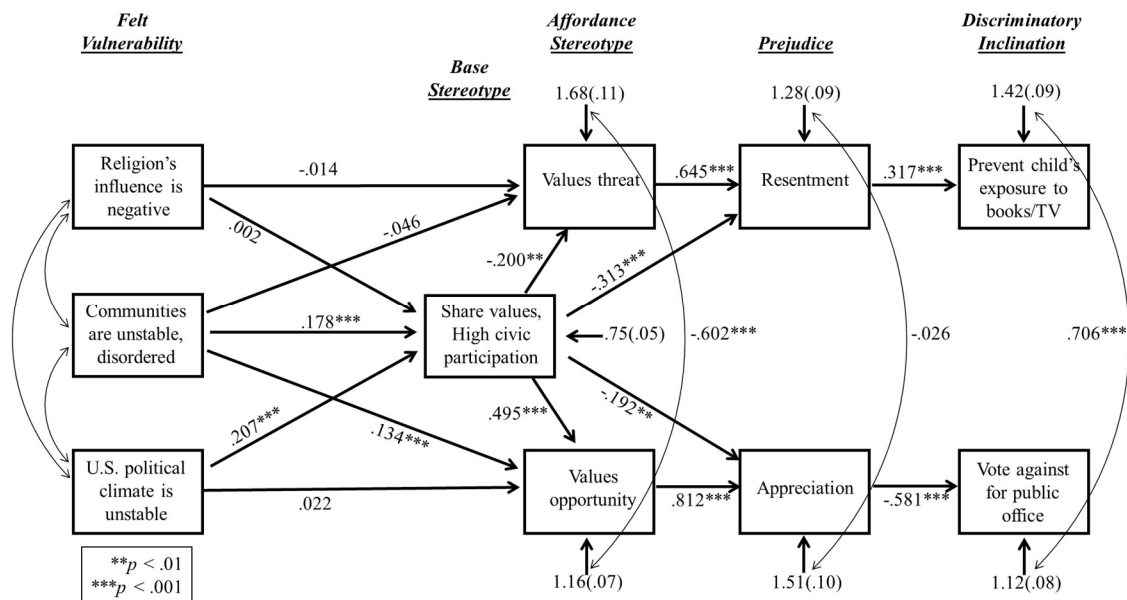 Felt
Vulnerability
Affordance
Stereotype
Prejudice
Discriminatory
Inclination
Base
Stereotype
1.68(.11)
1.28(.09)
1.42(.09)
Religion's
influence is
negative
-.014
Values threat
.645***
Resentment
.317***
Prevent child's
exposure to
books/TV
.002
-.046
-.200**
-.313***
Communities
are unstable,
disordered
.178***
Share values,
High civic
participation
.75(.05)
-.602***
-.026
.706***
.207***
.134***
.495***
-.192**
U.S. political
climate is
unstable
.022
Values
opportunity
.812***
Appreciation
-.581***
Vote against
for public
office
**p < .01
***p < .001
1.16(.07)
1.51(.10)
1.12(.08)